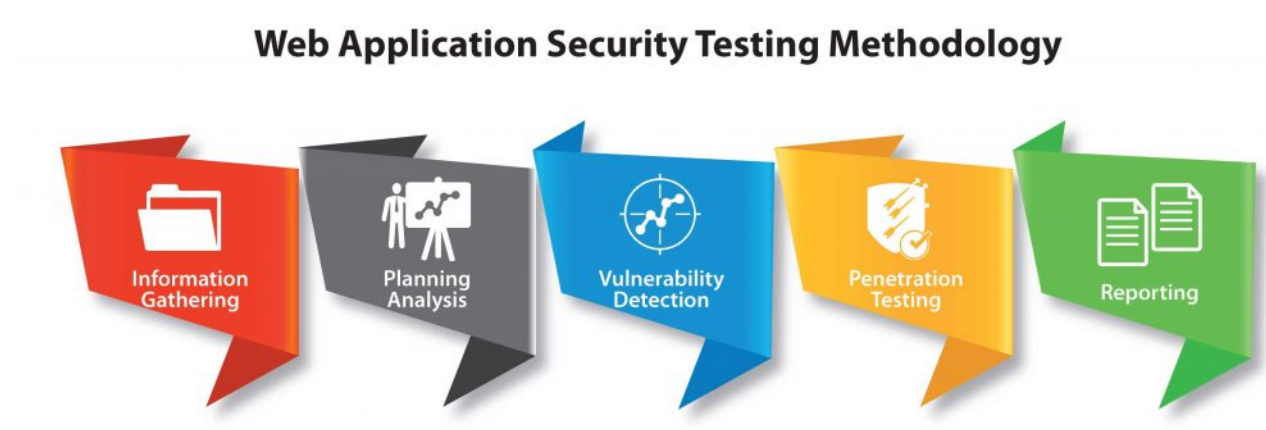 Web Application Security Testing Methodology
Information
Gathering
Planning
Analysis
Vulnerability
Detection
Penetration
Testing
Reporting